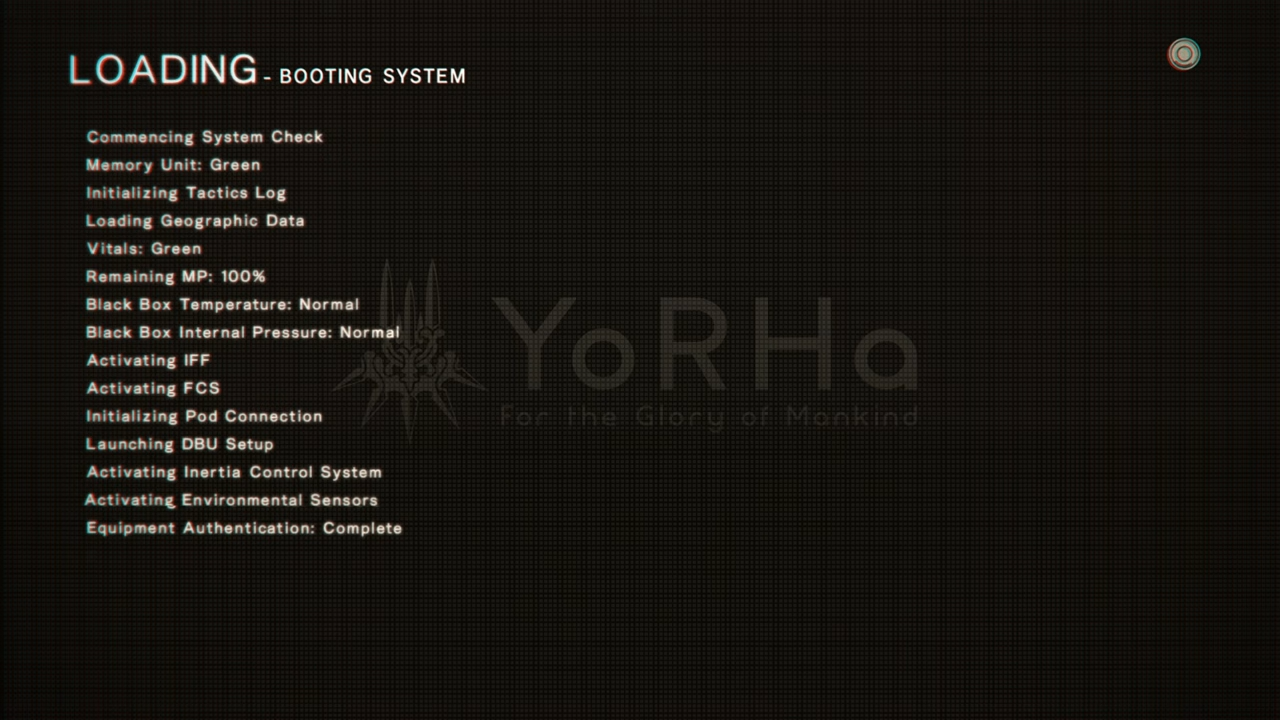 LOADING - BOOTING SYSTEM
Commencing System Check
Memory Unit: Green
Initializing Tactics Log
Loading Geographic Data
Vitals: Green
Remaining MP: 100%
Black Box Temperature: Normal
Black Box Internal Pressure: Normal
Activating IFF
Activating FCS
Initializing Pod Connection
Launching DBU Setup
Activating Inertia Control System
Activating Environmental Sensors
Equipment Authentication: Complete
YoRHa
For the Glory of Mankind